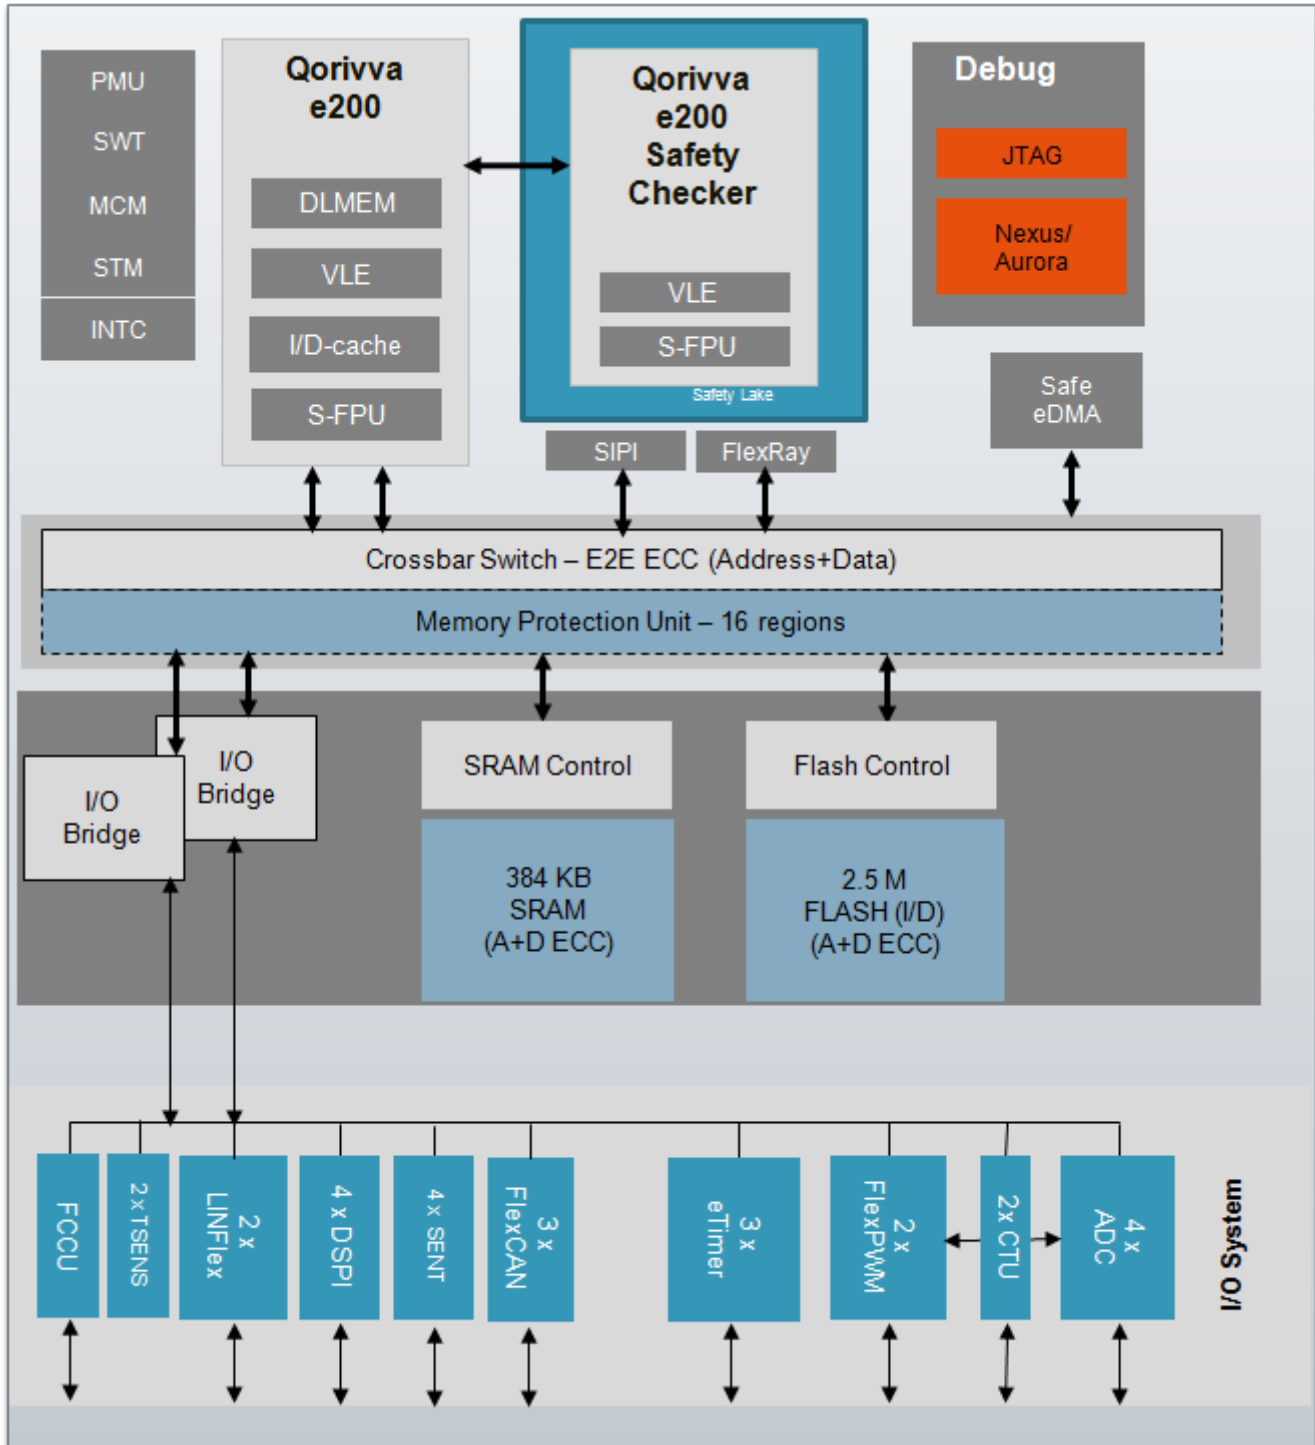 PMU
SWT
MCM
STM
INTC
Qorivva
e200
DLMEM
VLE
I/D-cache
S-FPU
Qorivva
e200
Safety
Checker
VLE
S-FPU
Safety Lake
Debug
JTAG
Nexus/
Aurora
Safe
eDMA
SIPI
FlexRay
Crossbar Switch – E2E ECC (Address+Data)
Memory Protection Unit – 16 regions
I/O
Bridge
I/O
Bridge
SRAM Control
Flash Control
384 KB
SRAM
(A+D ECC)
2.5 M
FLASH (I/D)
(A+D ECC)
FCCU
2 x TSENS
2 x
LINFlex
4 x DSPI
4 x SENT
3 x
FlexCAN
3 x
eTimer
2 x
FlexPWM
2 x CTU
4 x
ADC
I/O System